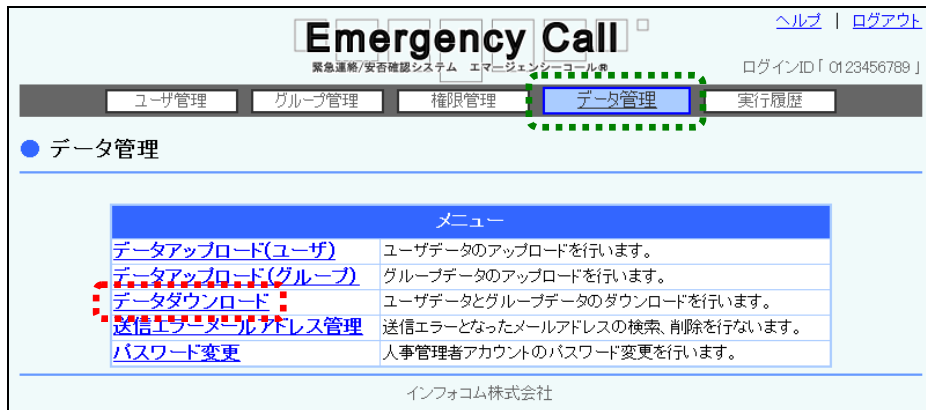 Emergency Call
ヘルプ | ログアウト
緊急連絡/安否確認システム エマージェンシーコール®
ログインID「 0123456789 」
ユーザ管理 グループ管理 権限管理 データ管理 実行履歴
データ管理
メニュー
データアップロード(ユーザ) ユーザデータのアップロードを行います。
データアップロード(グループ) グループデータのアップロードを行います。
データダウンロード ユーザデータとグループデータのダウンロードを行います。
送信エラーメールアドレス管理 送信エラーとなったメールアドレスの検索、削除を行ないます。
パスワード変更 人事管理者アカウントのパスワード変更を行います。
インフォコム株式会社